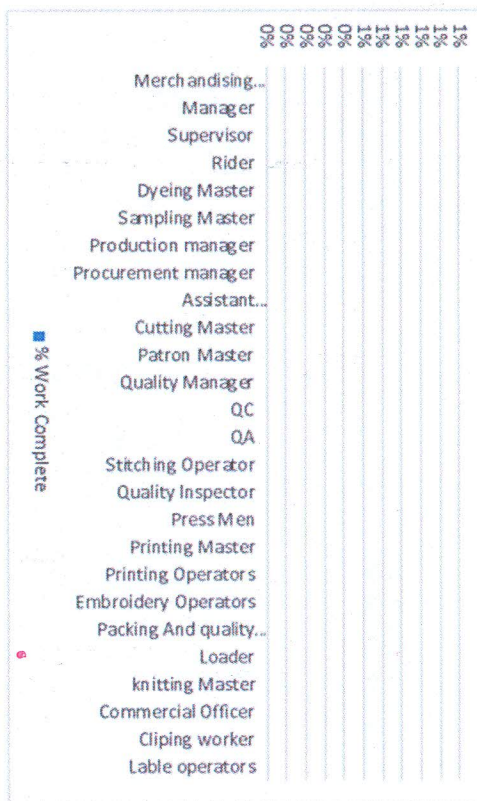 0% 0% 0% 0% 0% 1% 1% 1% 1% 1% 1%
Merchandising...
Manager
Supervisor
Rider
Dyeing Master
Sampling Master
Production manager
Procurement manager
Assistant...
Cutting Master
Patron Master
Quality Manager
QC
QA
Stitching Operator
Quality Inspector
Press Men
Printing Master
Printing Operators
Embroidery Operators
Packing And quality...
Loader
knitting Master
Commercial Officer
Cliping worker
Lable operators
% Work Complete